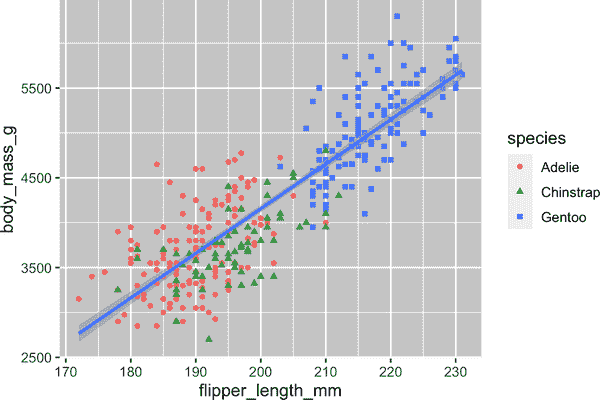 body_mass_g
5500
4500
3500
2500
170 180 190 200 210 220 230
flipper_length_mm
species
Adelie
Chinstrap
Gentoo